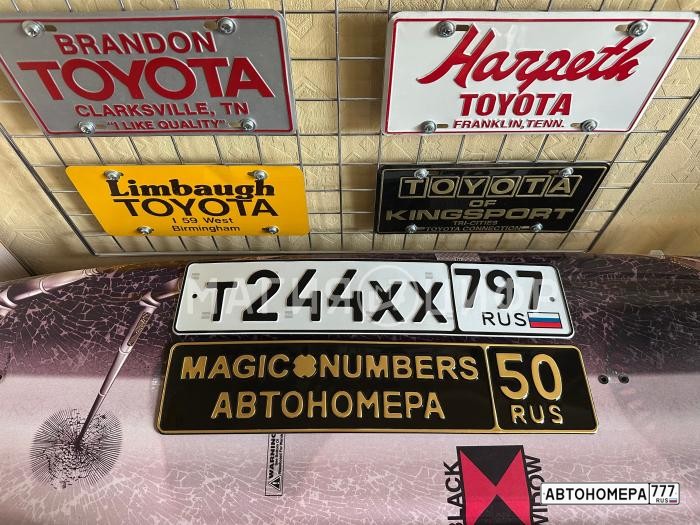 BRANDON
TOYOTA
CLARKSVILLE, TN
"I LIKE QUALITY"
Harpeth
TOYOTA
FRANKLIN, TENN.
Limbaugh
TOYOTA
I 59 West
Birmingham
TOYOTA
OF
KINGSPORT
TRI-CITIES
TOYOTA CONNECTION
Т244ХХ 797
RUS
MAGIC NUMBERS
АВТОНОМЕРА
50
RUS
WARNING
BLACK
WIDOW
АВТОНОМЕРА 777
RUS